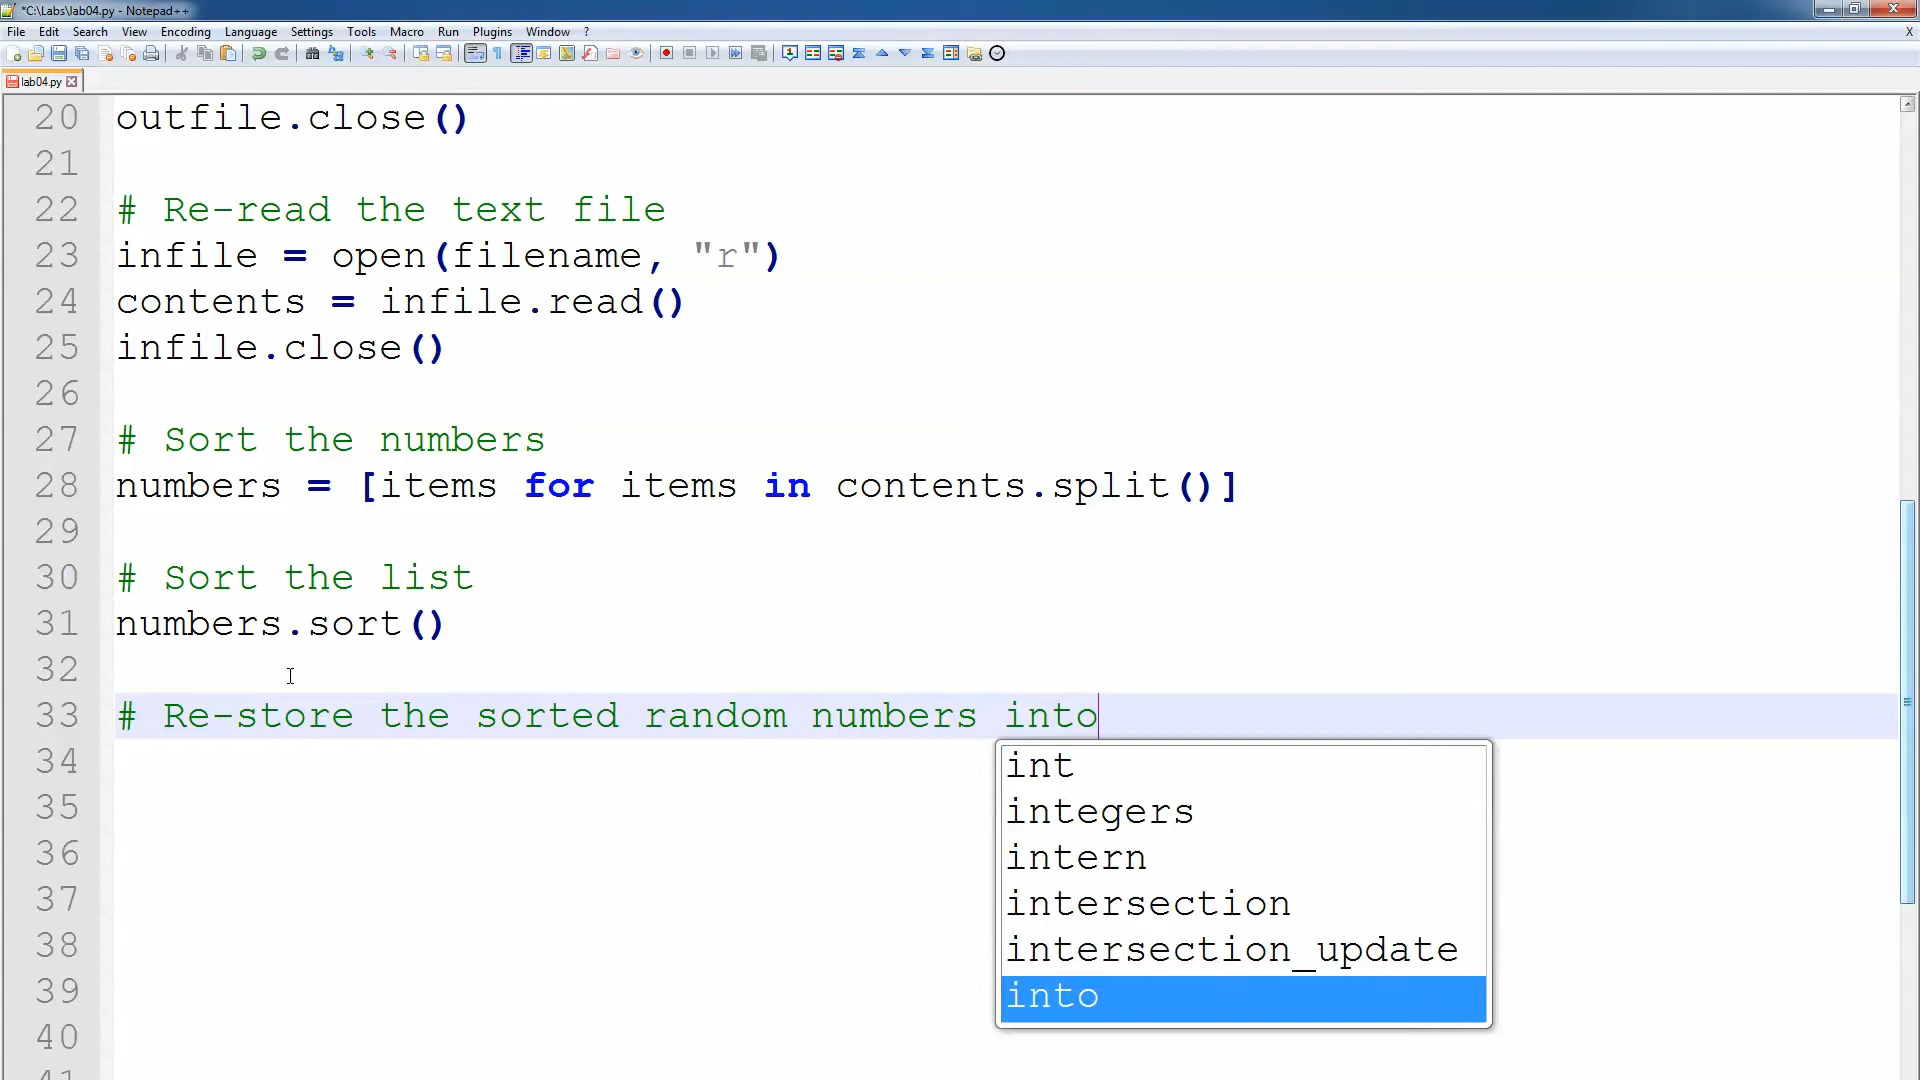 *C:\Labs\lab04.py - Notepad++
File Edit Search View Encoding Language Settings Tools Macro Run Plugins Window ? X
lab04.py
20 outfile.close()
21
22 # Re-read the text file
23 infile = open(filename, "r")
24 contents = infile.read()
25 infile.close()
26
27 # Sort the numbers
28 numbers = [items for items in contents.split()]
29
30 # Sort the list
31 numbers.sort()
32
33 # Re-store the sorted random numbers into
34
int
35
integers
36
intern
37
intersection
38
intersection_update
39
into
40
41